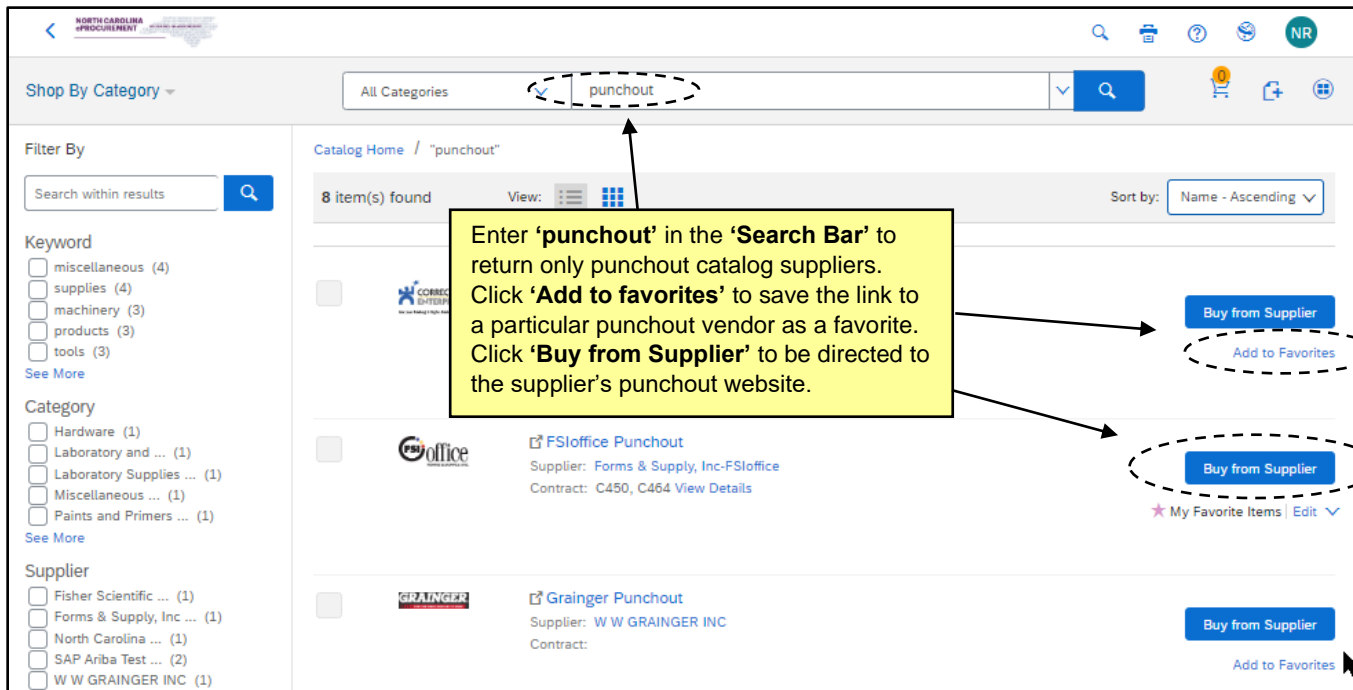 NORTH CAROLINA
ePROCUREMENT
NR
Shop By Category
All Categories
punchout
0
Filter By
Catalog Home / "punchout"
Search within results
8 item(s) found
View:
Sort by:
Name - Ascending
Keyword
miscellaneous (4)
supplies (4)
machinery (3)
products (3)
tools (3)
See More
Category
Hardware (1)
Laboratory and ... (1)
Laboratory Supplies ... (1)
Miscellaneous ... (1)
Paints and Primers ... (1)
See More
Supplier
Fisher Scientific ... (1)
Forms & Supply, Inc ... (1)
North Carolina ... (1)
SAP Ariba Test ... (2)
W W GRAINGER INC (1)
Enter ‘punchout’ in the ‘Search Bar’ to
return only punchout catalog suppliers.
Click ‘Add to favorites’ to save the link to
a particular punchout vendor as a favorite.
Click ‘Buy from Supplier’ to be directed to
the supplier’s punchout website.
Buy from Supplier
Add to Favorites
FSI office
FSIoffice Punchout
Supplier: Forms & Supply, Inc-FSIoffice
Contract: C450, C464 View Details
Buy from Supplier
My Favorite Items | Edit
GRAINGER
Grainger Punchout
Supplier: W W GRAINGER INC
Contract:
Buy from Supplier
Add to Favorites